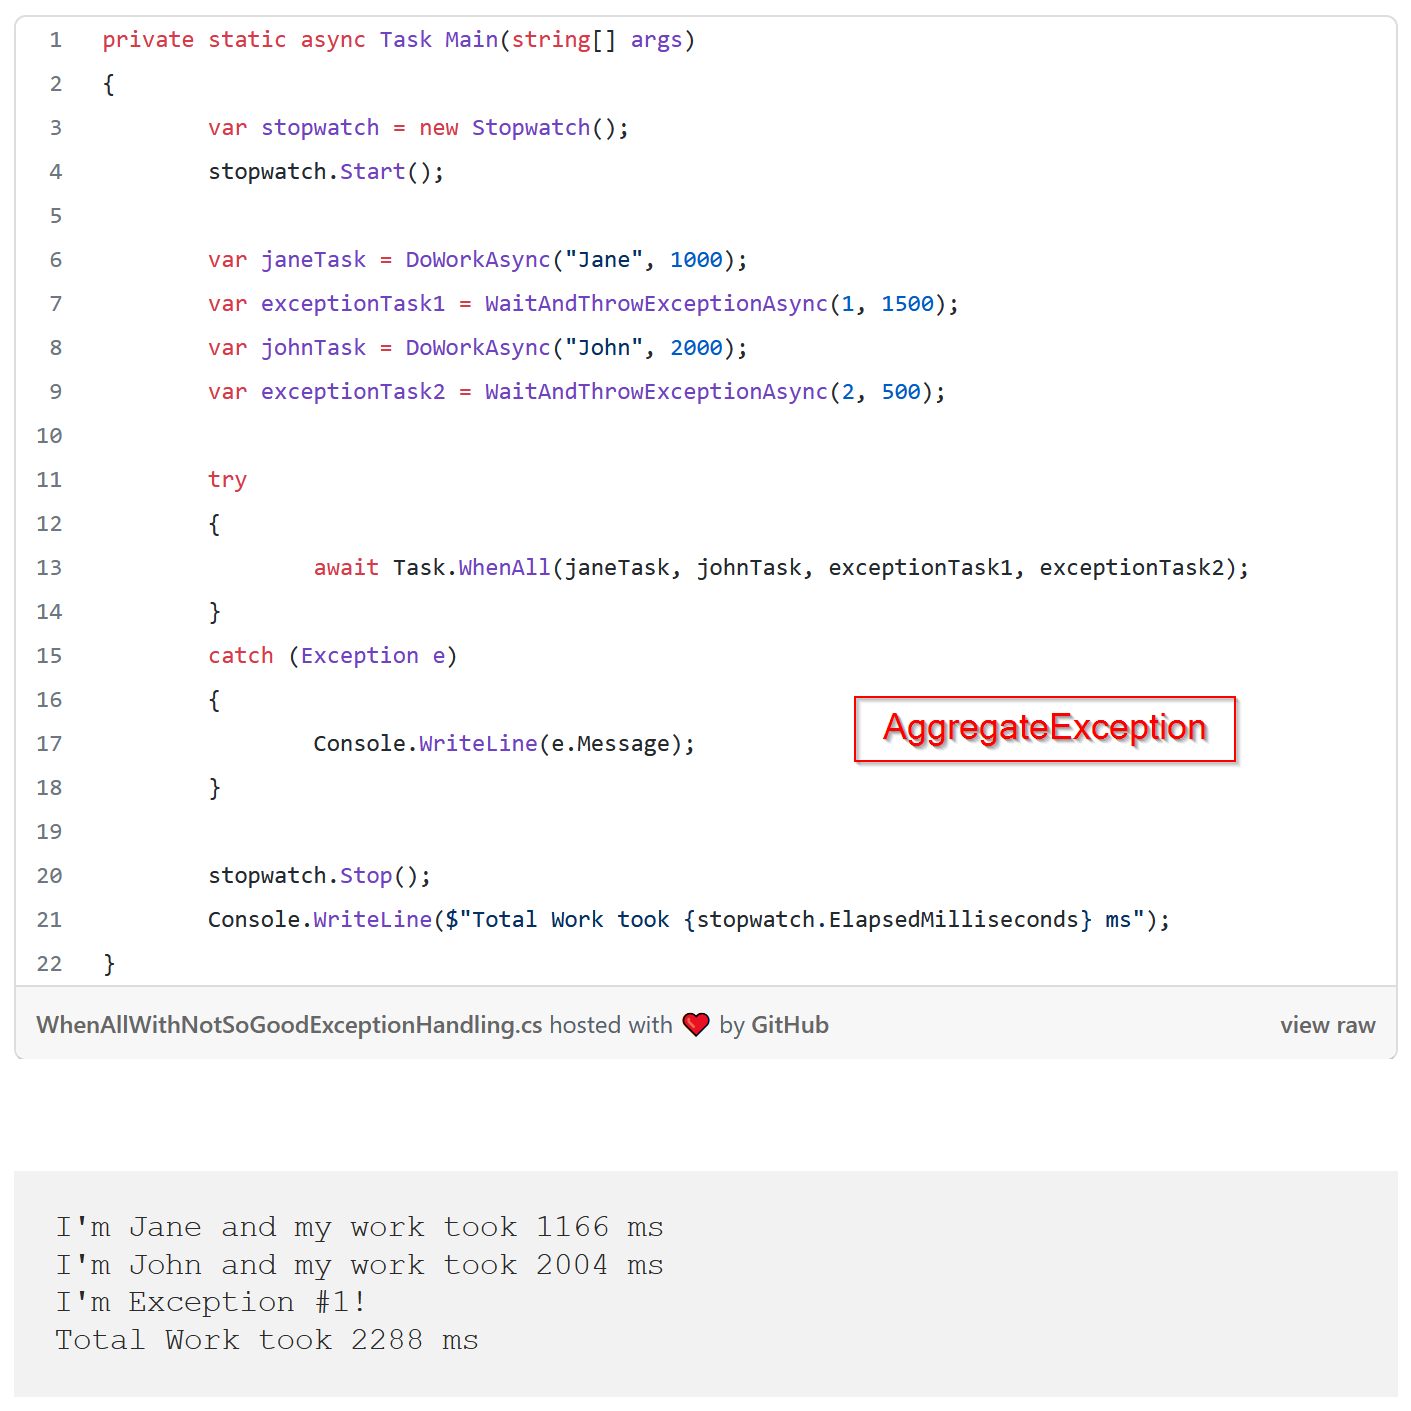 1 private static async Task Main(string[] args)
2 {
3 var stopwatch = new Stopwatch();
4 stopwatch.Start();
5
6 var janeTask = DoWorkAsync("Jane", 1000);
7 var exceptionTask1 = WaitAndThrowExceptionAsync(1, 1500);
8 var johnTask = DoWorkAsync("John", 2000);
9 var exceptionTask2 = WaitAndThrowExceptionAsync(2, 500);
10
11 try
12 {
13 await Task.WhenAll(janeTask, johnTask, exceptionTask1, exceptionTask2);
14 }
15 catch (Exception e)
16 {
AggregateException
17 Console.WriteLine(e.Message);
18 }
19
20 stopwatch.Stop();
21 Console.WriteLine($"Total Work took {stopwatch.ElapsedMilliseconds} ms");
22 }
WhenAllWithNotSoGoodExceptionHandling.cs hosted with ❤ by GitHub view raw
I'm Jane and my work took 1166 ms
I'm John and my work took 2004 ms
I'm Exception #1!
Total Work took 2288 ms